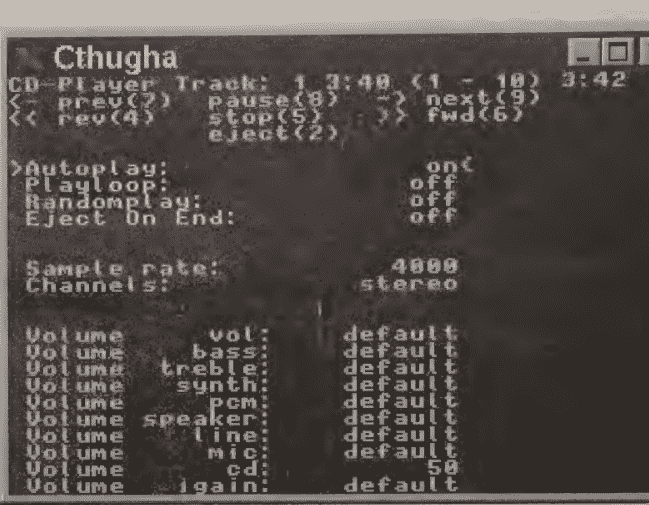 Cthugha
CD-Player Track: 1 3:40 (1 - 10) 3:42
<- prev(7) pause(8) -> next(9)
<< rev(4) stop(5) >> fwd(6)
eject(2)
>Autoplay: on<
Playloop: off
Randomplay: off
Eject On End: off
Sample rate: 4000
Channels: stereo
Volume vol: default
Volume bass: default
Volume treble: default
Volume synth: default
Volume pcm: default
Volume speaker: default
Volume line: default
Volume mic: default
Volume cd: 50
Volume igain: default